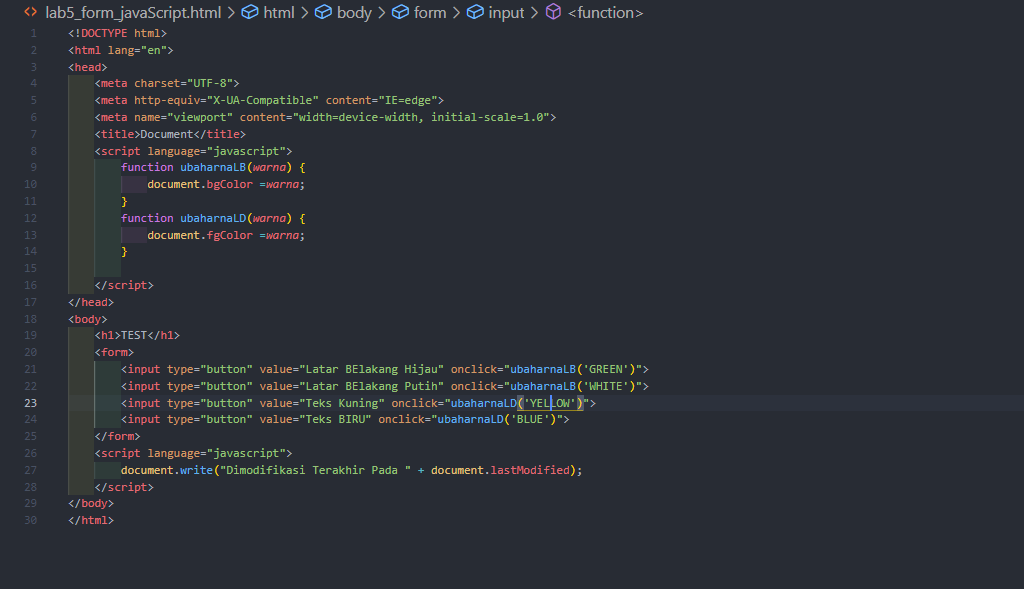 lab5_form_javaScript.html > html > body > form > input > <function>
1 <!DOCTYPE html>
2 <html lang="en">
3 <head>
4 <meta charset="UTF-8">
5 <meta http-equiv="X-UA-Compatible" content="IE=edge">
6 <meta name="viewport" content="width=device-width, initial-scale=1.0">
7 <title>Document</title>
8 <script language="javascript">
9 function ubaharnaLB(warna) {
10 document.bgColor =warna;
11 }
12 function ubaharnaLD(warna) {
13 document.fgColor =warna;
14 }
15
16 </script>
17 </head>
18 <body>
19 <h1>TEST</h1>
20 <form>
21 <input type="button" value="Latar BElakang Hijau" onclick="ubaharnaLB('GREEN')">
22 <input type="button" value="Latar BElakang Putih" onclick="ubaharnaLB('WHITE')">
23 <input type="button" value="Teks Kuning" onclick="ubaharnaLD('YELLOW')">
24 <input type="button" value="Teks BIRU" onclick="ubaharnaLD('BLUE')">
25 </form>
26 <script language="javascript">
27 document.write("Dimodifikasi Terakhir Pada " + document.lastModified);
28 </script>
29 </body>
30 </html>